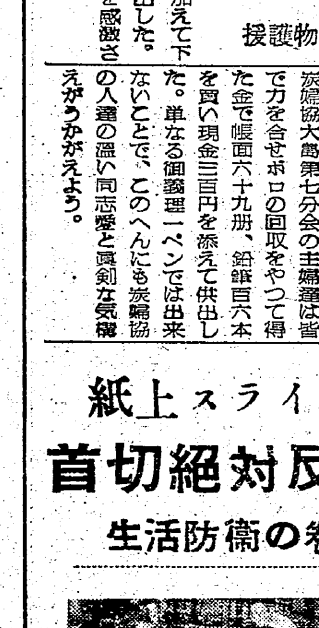 加えて下
出した。
を感激さ
援護物
炭婦協大島第七分会の主婦達は皆
で力を合せボロの回収をやつて得
た金で帳面六十九册、鉛筆百六本
を買い現金三百円を添えて供出し
た。単なる御義理一ペンでは出来
ないことで、このへんにも炭婦協
の人達の温い同志愛と眞剣な気構
えがうかがえよう。
紙上スライ
首切絶対反
生活防衛の